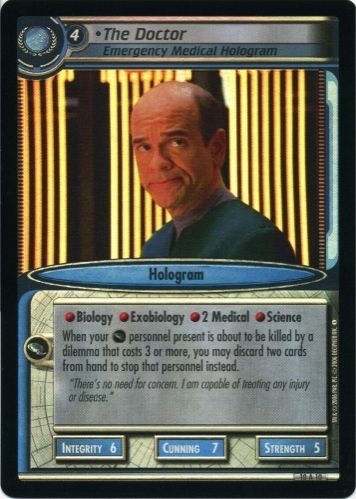 4
•The Doctor
Emergency Medical Hologram
Hologram
Biology Exobiology 2 Medical Science
When your personnel present is about to be killed by a
dilemma that costs 3 or more, you may discard two cards
from hand to stop that personnel instead.
"There's no need for concern. I am capable of treating any injury
or disease."
INTEGRITY 6 CUNNING 7 STRENGTH 5
10 A 10